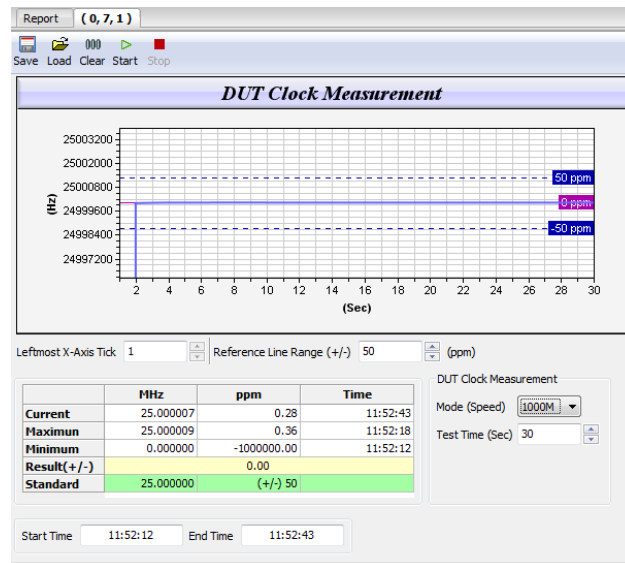 Report ( 0, 7, 1 )
Save Load Clear Start Stop
DUT Clock Measurement
25003200
25002000
50 ppm
25000800
0 ppm
24999600
(Hz)
24998400
-50 ppm
24997200
2 4 6 8 10 12 14 16 18 20 22 24 26 28 30
(Sec)
Leftmost X-Axis Tick 1 Reference Line Range (+/-) 50 (ppm)
MHz ppm Time
Current 25.000007 0.28 11:52:43
Maximun 25.000009 0.36 11:52:18
Minimum 0.000000 -1000000.00 11:52:12
Result(+/-) 0.00
Standard 25.000000 (+/-) 50
DUT Clock Measurement
Mode (Speed) 1000M
Test Time (Sec) 30
Start Time 11:52:12 End Time 11:52:43